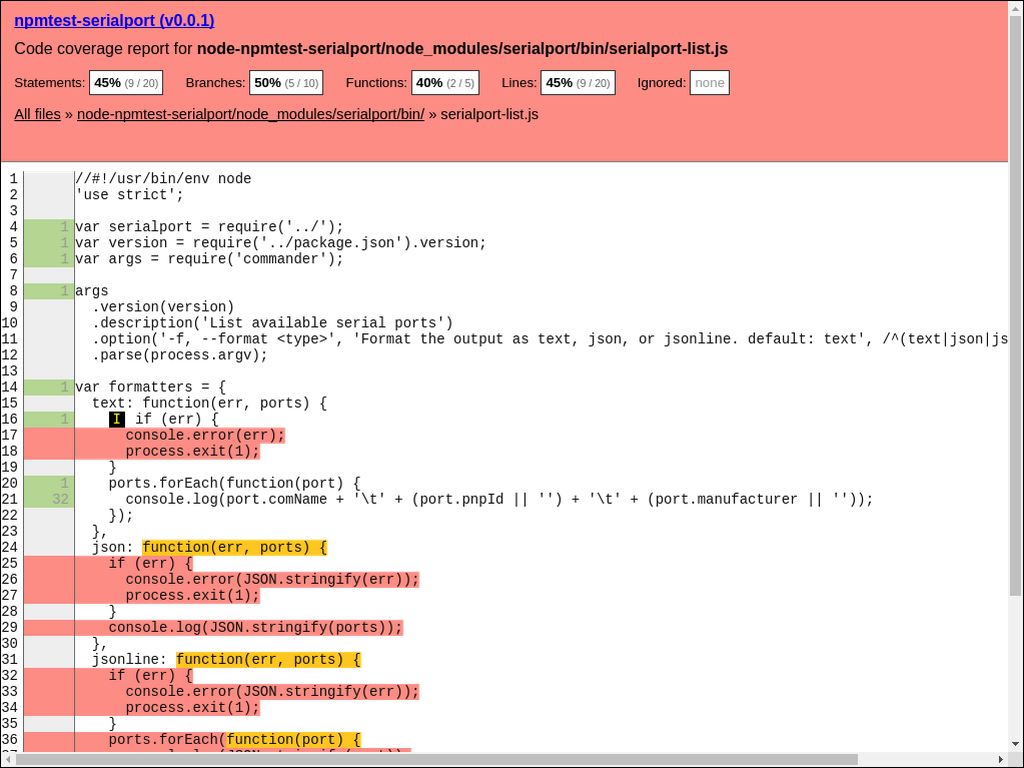 npmtest-serialport (v0.0.1)
Code coverage report for node-npmtest-serialport/node_modules/serialport/bin/serialport-list.js
Statements: 45% (9 / 20) Branches: 50% (5 / 10) Functions: 40% (2 / 5) Lines: 45% (9 / 20) Ignored: none
All files » node-npmtest-serialport/node_modules/serialport/bin/ » serialport-list.js
1 //#!/usr/bin/env node
2 'use strict';
3
4 1 var serialport = require('../');
5 1 var version = require('../package.json').version;
6 1 var args = require('commander');
7
8 1 args
9 .version(version)
10 .description('List available serial ports')
11 .option('-f, --format <type>', 'Format the output as text, json, or jsonline. default: text', /^(text|json|js
12 .parse(process.argv);
13
14 1 var formatters = {
15 text: function(err, ports) {
16 1 I if (err) {
17 console.error(err);
18 process.exit(1);
19 }
20 1 ports.forEach(function(port) {
21 32 console.log(port.comName + '\t' + (port.pnpId || '') + '\t' + (port.manufacturer || ''));
22 });
23 },
24 json: function(err, ports) {
25 if (err) {
26 console.error(JSON.stringify(err));
27 process.exit(1);
28 }
29 console.log(JSON.stringify(ports));
30 },
31 jsonline: function(err, ports) {
32 if (err) {
33 console.error(JSON.stringify(err));
34 process.exit(1);
35 }
36 ports.forEach(function(port) {